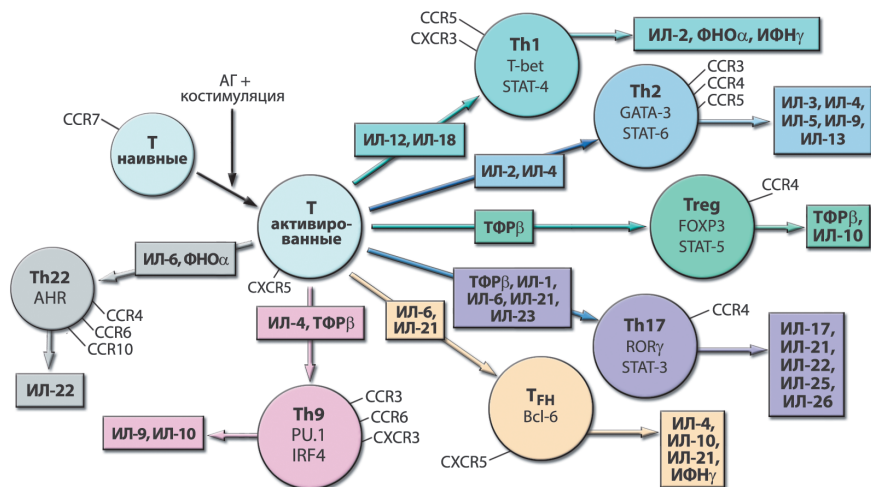 CCR5
CXCR3
Th1
T-bet
STAT-4
ИЛ-2, ФНОα, ИФНγ
АГ +
костимуляция
CCR7
Т
наивные
ИЛ-12, ИЛ-18
Th2
GATA-3
STAT-6
CCR3
CCR4
CCR5
ИЛ-3, ИЛ-4,
ИЛ-5, ИЛ-9,
ИЛ-13
ИЛ-2, ИЛ-4
Т
активиро-
ванные
CXCR5
ТФРβ
Treg
FOXP3
STAT-5
CCR4
ТФРβ,
ИЛ-10
ИЛ-6, ФНОα
Th22
AHR
CCR4
CCR6
CCR10
ИЛ-22
ИЛ-4, ТФРβ
ИЛ-6,
ИЛ-21
ТФРβ, ИЛ-1,
ИЛ-6, ИЛ-21,
ИЛ-23
Th17
RORγ
STAT-3
CCR4
ИЛ-17,
ИЛ-21,
ИЛ-22,
ИЛ-25,
ИЛ-26
Th9
PU.1
IRF4
CCR3
CCR6
CXCR3
ИЛ-9, ИЛ-10
TFH
Bcl-6
CXCR5
ИЛ-4,
ИЛ-10,
ИЛ-21,
ИФНγ